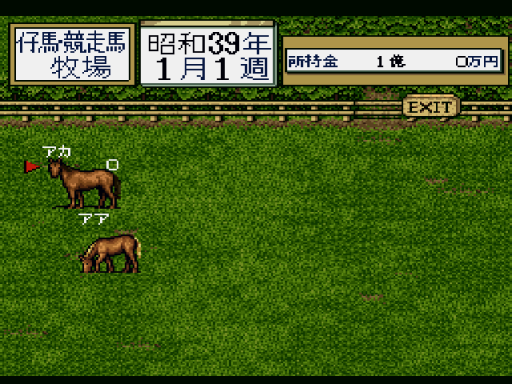 仔馬・競走馬
牧場
昭和39年
1月1週
所持金 1億 0万円
EXIT
アカ
アア